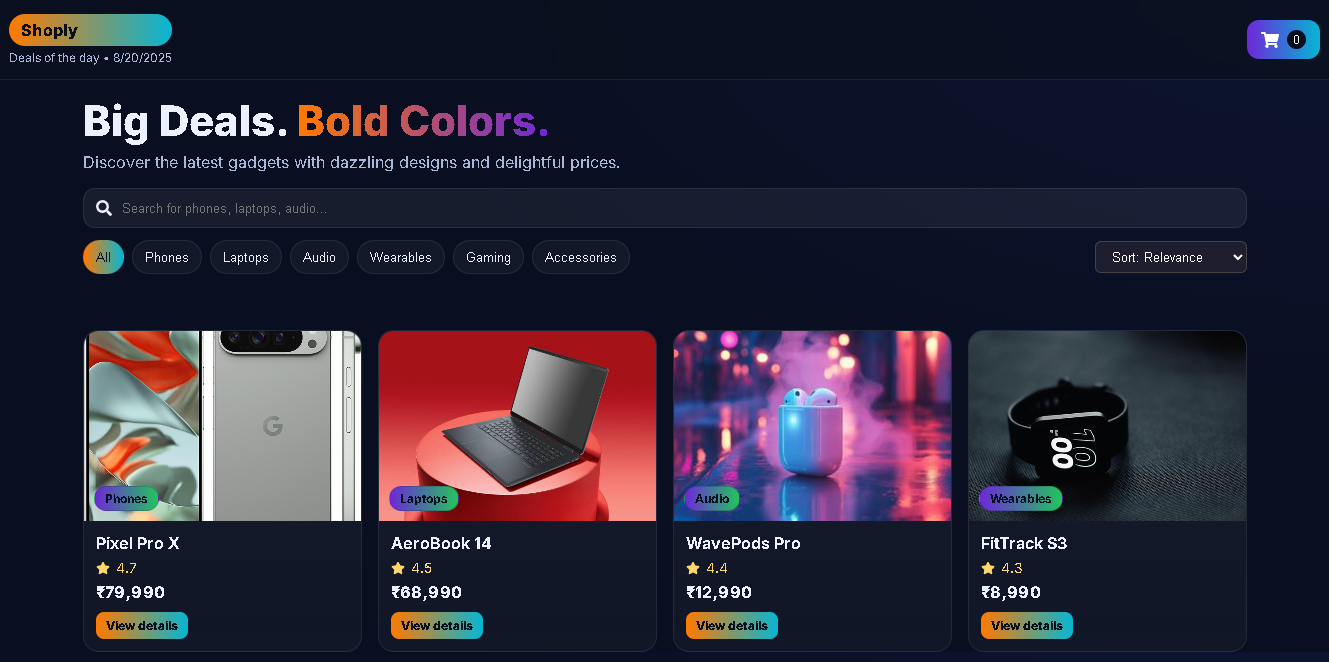 Shoply
0
Deals of the day • 8/20/2025
Big Deals. Bold Colors.
Discover the latest gadgets with dazzling designs and delightful prices.
Search for phones, laptops, audio...
All Phones Laptops Audio Wearables Gaming Accessories Sort: Relevance
G
00
10
Phones Laptops Audio Wearables
Pixel Pro X AeroBook 14 WavePods Pro FitTrack S3
4.7 4.5 4.4 4.3
₹79,990 ₹68,990 ₹12,990 ₹8,990
View details View details View details View details